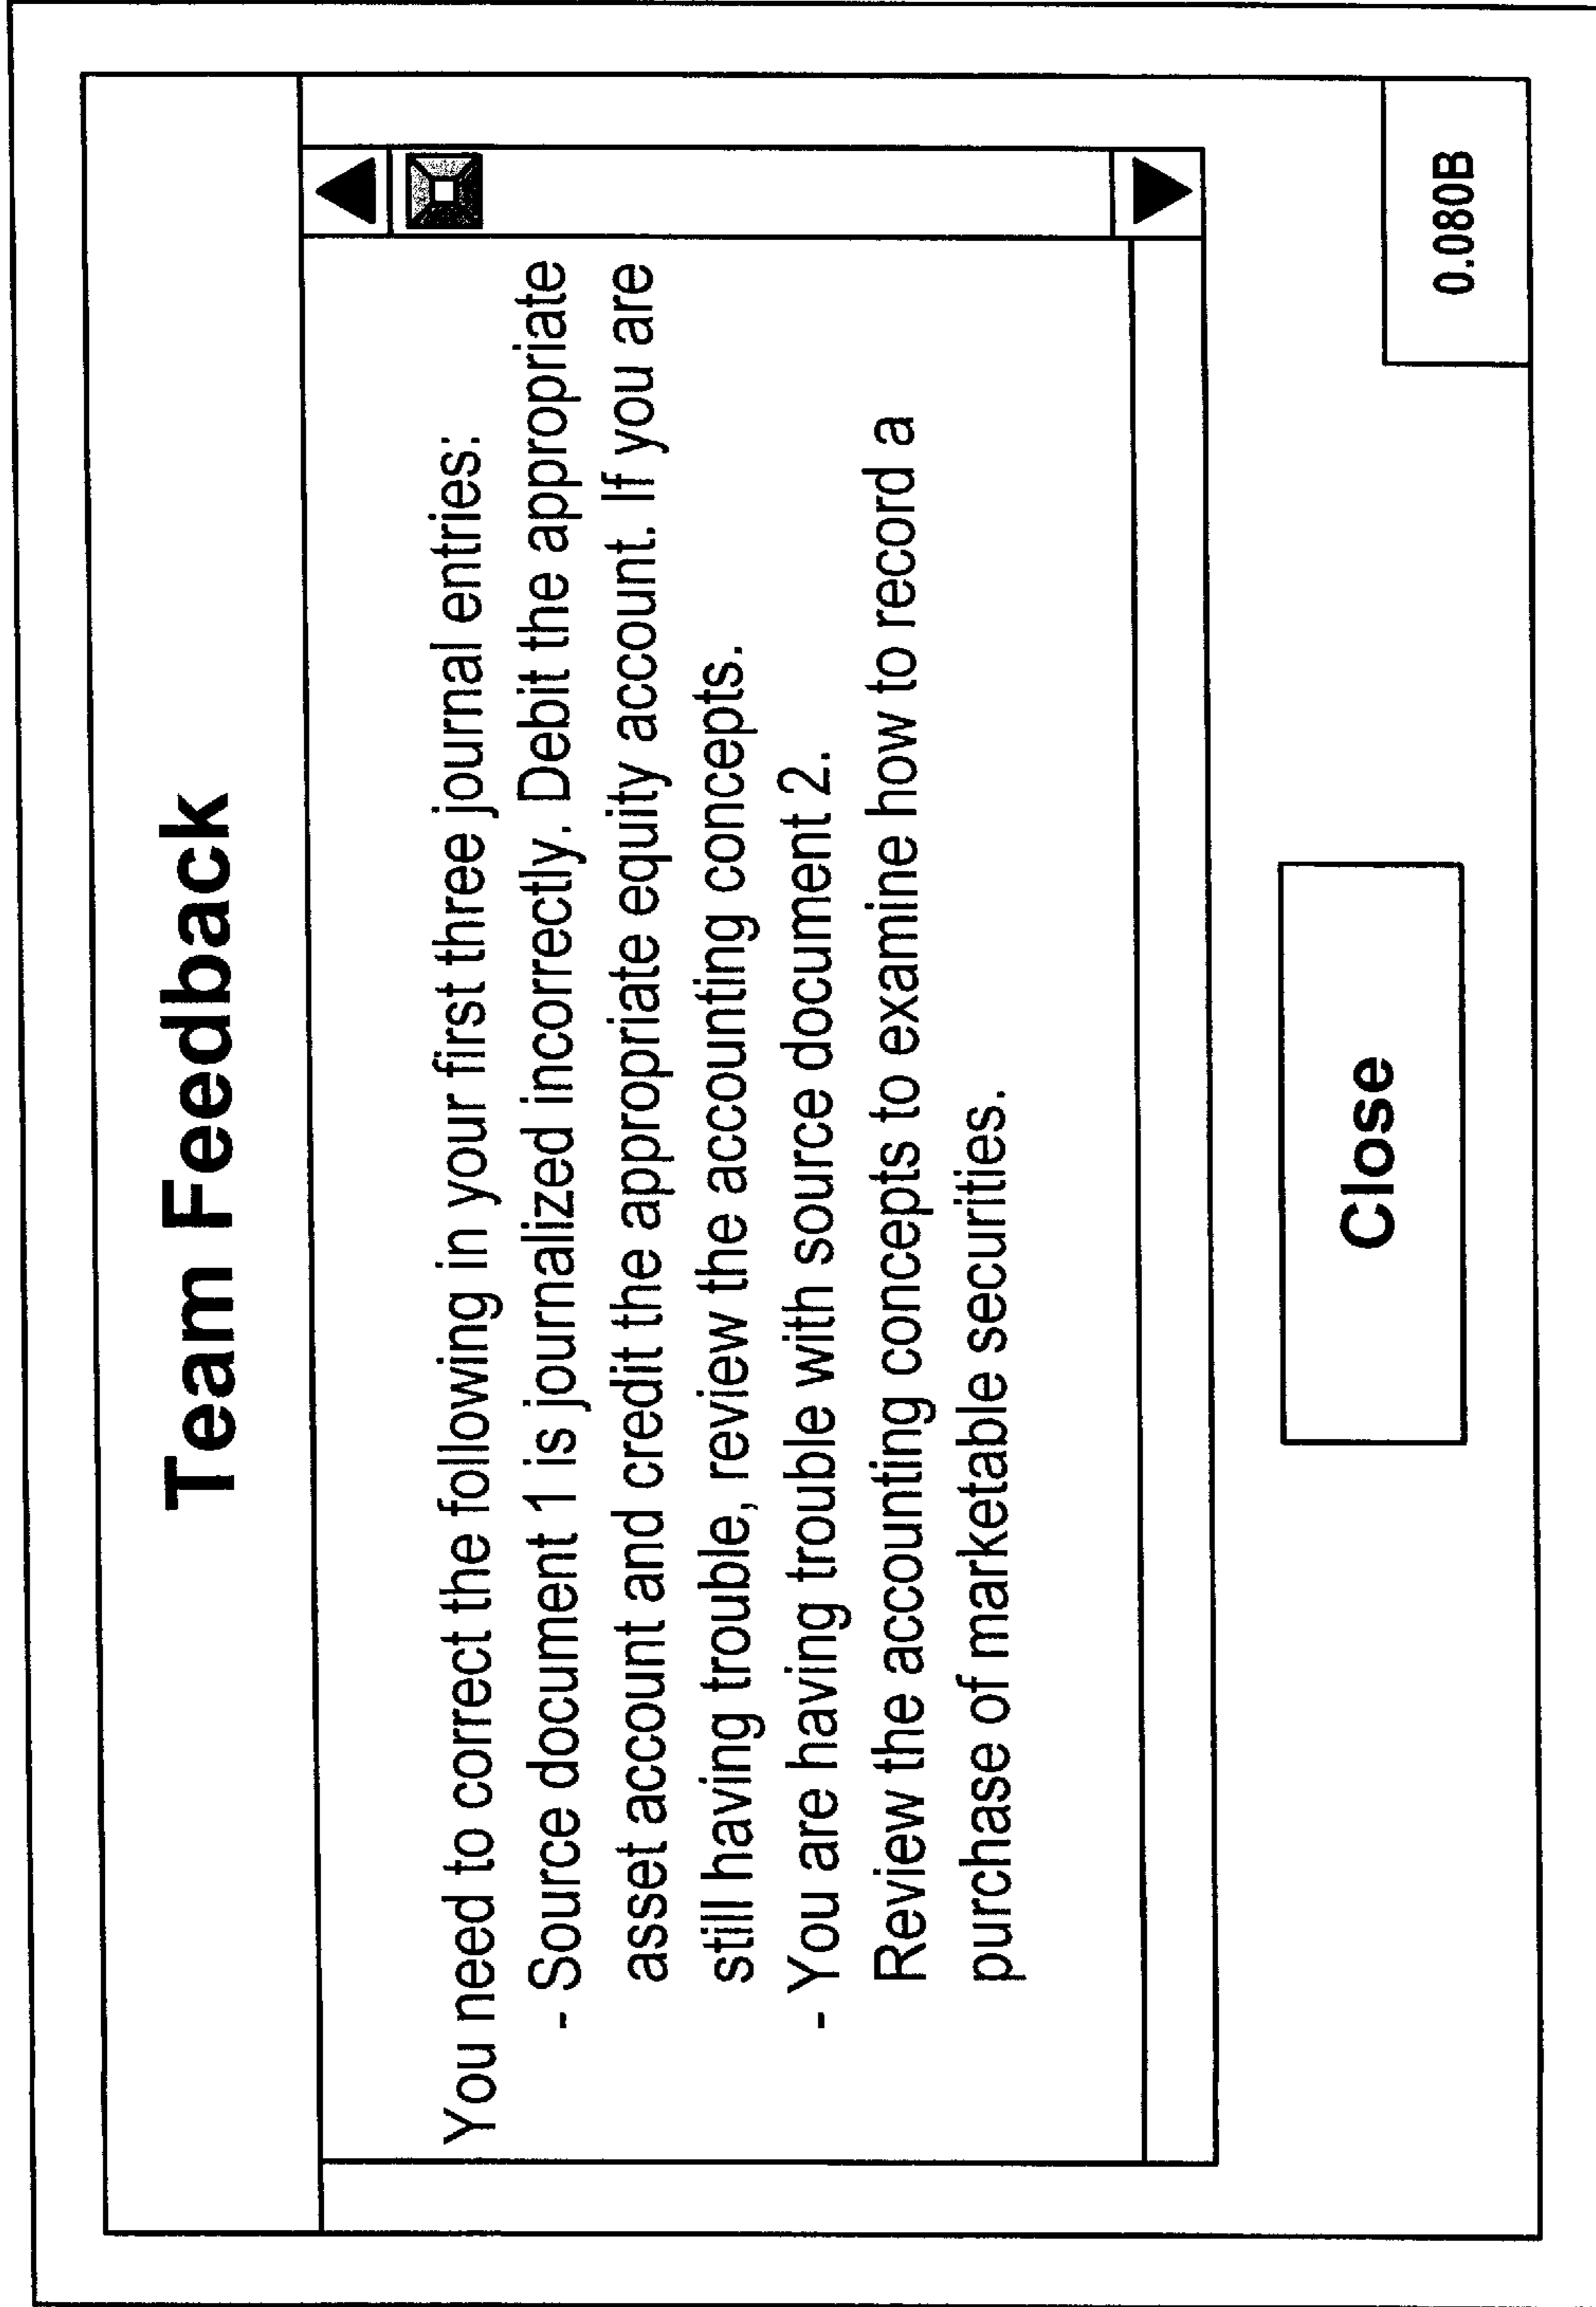 Team Feedback
You need to correct the following in your first three journal entries:
- Source document 1 is journalized incorrectly. Debit the appropriate
asset account and credit the appropriate equity account. If you are
still having trouble, review the accounting concepts.
- You are having trouble with source document 2.
Review the accounting concepts to examine how to record a
purchase of marketable securities.
Close
0.080B